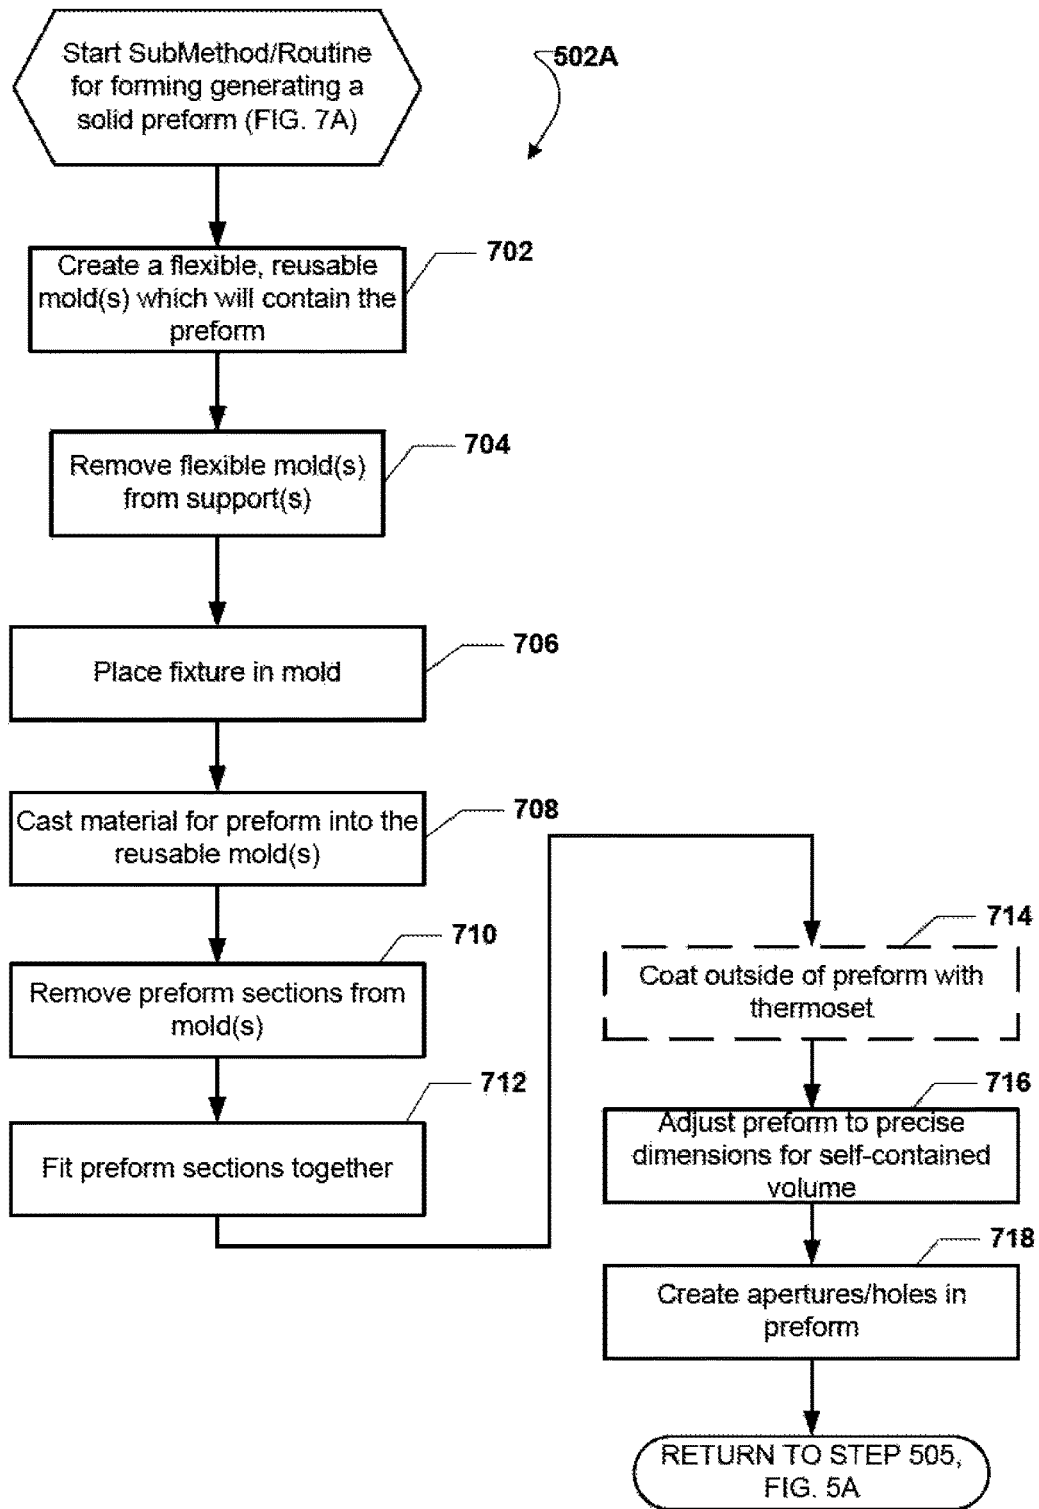 Start SubMethod/Routine
for forming generating a
solid preform (FIG. 7A)
502A
702
Create a flexible, reusable
mold(s) which will contain the
preform
704
Remove flexible mold(s)
from support(s)
706
Place fixture in mold
708
Cast material for preform into the
reusable mold(s)
710
Remove preform sections from
mold(s)
712
Fit preform sections together
714
Coat outside of preform with
thermoset
716
Adjust preform to precise
dimensions for self-contained
volume
718
Create apertures/holes in
preform
RETURN TO STEP 505,
FIG. 5A